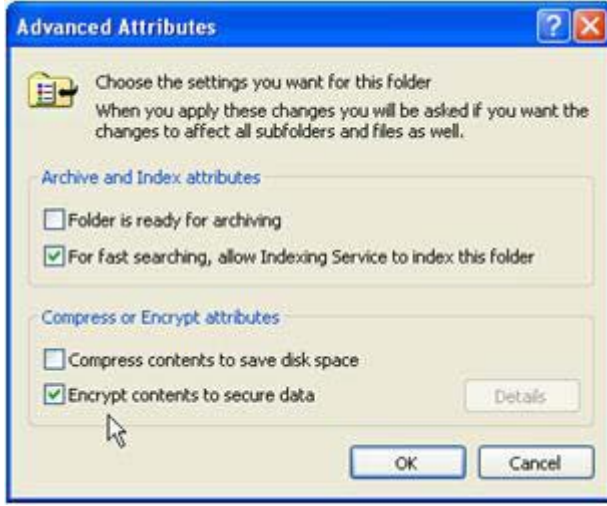 Advanced Attributes
Choose the settings you want for this folder
When you apply these changes you will be asked if you want the
changes to affect all subfolders and files as well.
Archive and Index attributes
Folder is ready for archiving
For fast searching, allow Indexing Service to index this folder
Compress or Encrypt attributes
Compress contents to save disk space
Encrypt contents to secure data
Details
OK
Cancel